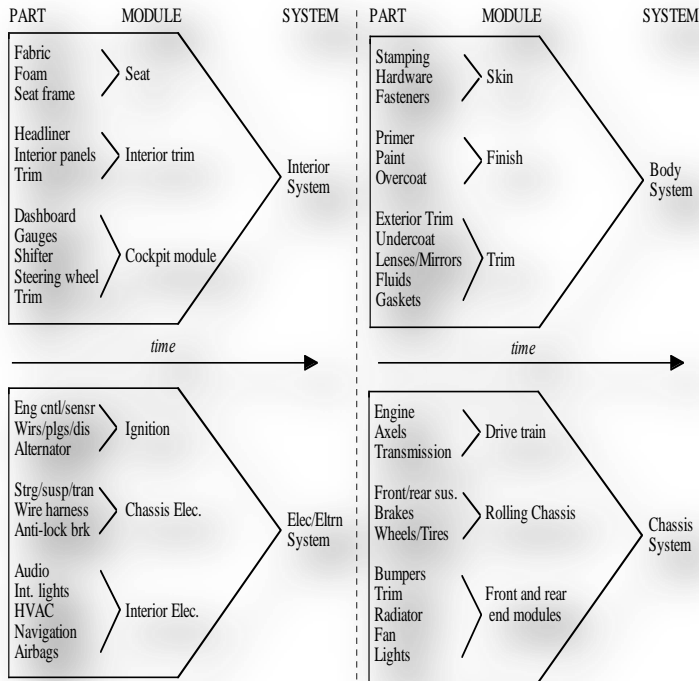 PART MODULE SYSTEM
Fabric
Foam
Seat frame
Seat
Headliner
Interior panels
Trim
Interior trim
Dashboard
Gauges
Shifter
Steering wheel
Trim
Cockpit module
Interior
System
time
PART MODULE SYSTEM
Stamping
Hardware
Fasteners
Skin
Primer
Paint
Overcoat
Finish
Exterior Trim
Undercoat
Lenses/Mirrors
Fluids
Gaskets
Trim
Body
System
time
Eng cntl/sensr
Wirs/plgs/dis
Alternator
Ignition
Strg/susp/tran
Wire harness
Anti-lock brk
Chassis Elec.
Audio
Int. lights
HVAC
Navigation
Airbags
Interior Elec.
Elec/Eltrn
System
Engine
Axels
Transmission
Drive train
Front/rear sus.
Brakes
Wheels/Tires
Rolling Chassis
Bumpers
Trim
Radiator
Fan
Lights
Front and rear
end modules
Chassis
System